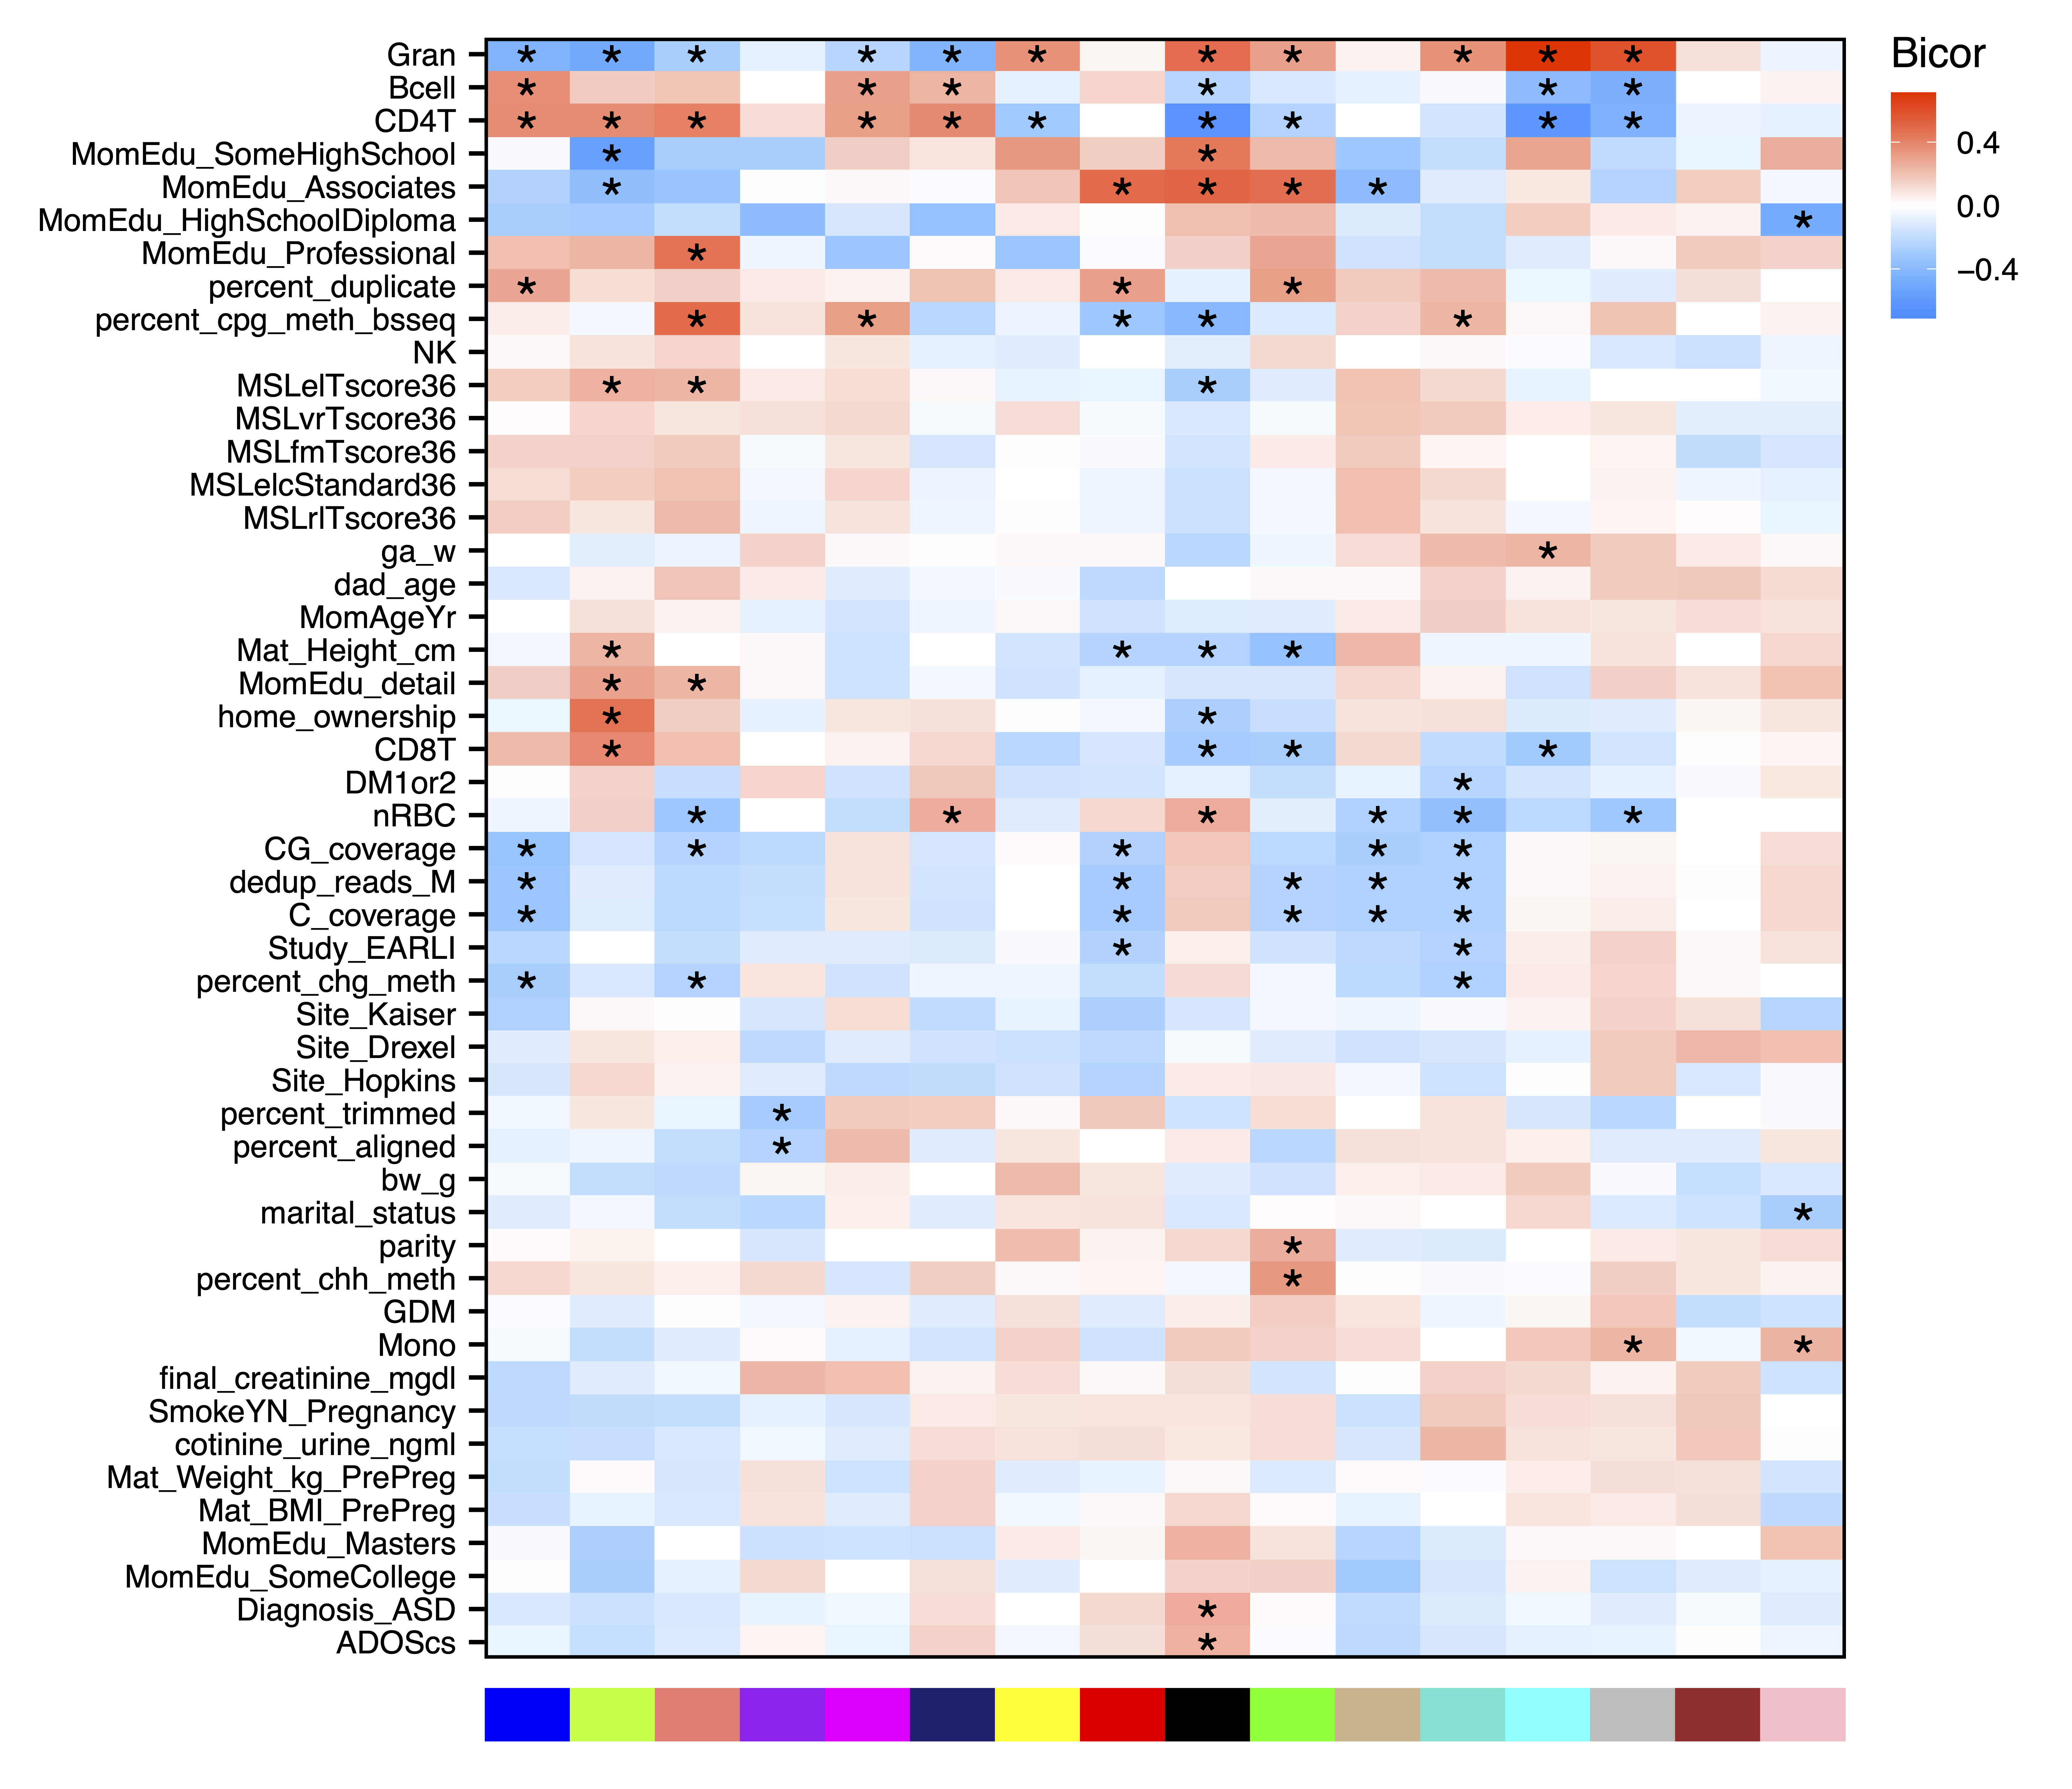 Gran
Bcell
CD4T
MomEdu_SomeHighSchool
MomEdu_Associates
MomEdu_HighSchoolDiploma
MomEdu_Professional
percent_duplicate
percent_cpg_meth_bsseq
NK
MSLelTscore36
MSLvrTscore36
MSLfmTscore36
MSLelcStandard36
MSLrlTscore36
ga_w
dad_age
MomAgeYr
Mat_Height_cm
MomEdu_detail
home_ownership
CD8T
DM1or2
nRBC
CG_coverage
dedup_reads_M
C_coverage
Study_EARLI
percent_chg_meth
Site_Kaiser
Site_Drexel
Site_Hopkins
percent_trimmed
percent_aligned
bw_g
marital_status
parity
percent_chh_meth
GDM
Mono
final_creatinine_mgdl
SmokeYN_Pregnancy
cotinine_urine_ngml
Mat_Weight_kg_PrePreg
Mat_BMI_PrePreg
MomEdu_Masters
MomEdu_SomeCollege
Diagnosis_ASD
ADOScs
Bicor
0.4
0.0
−0.4